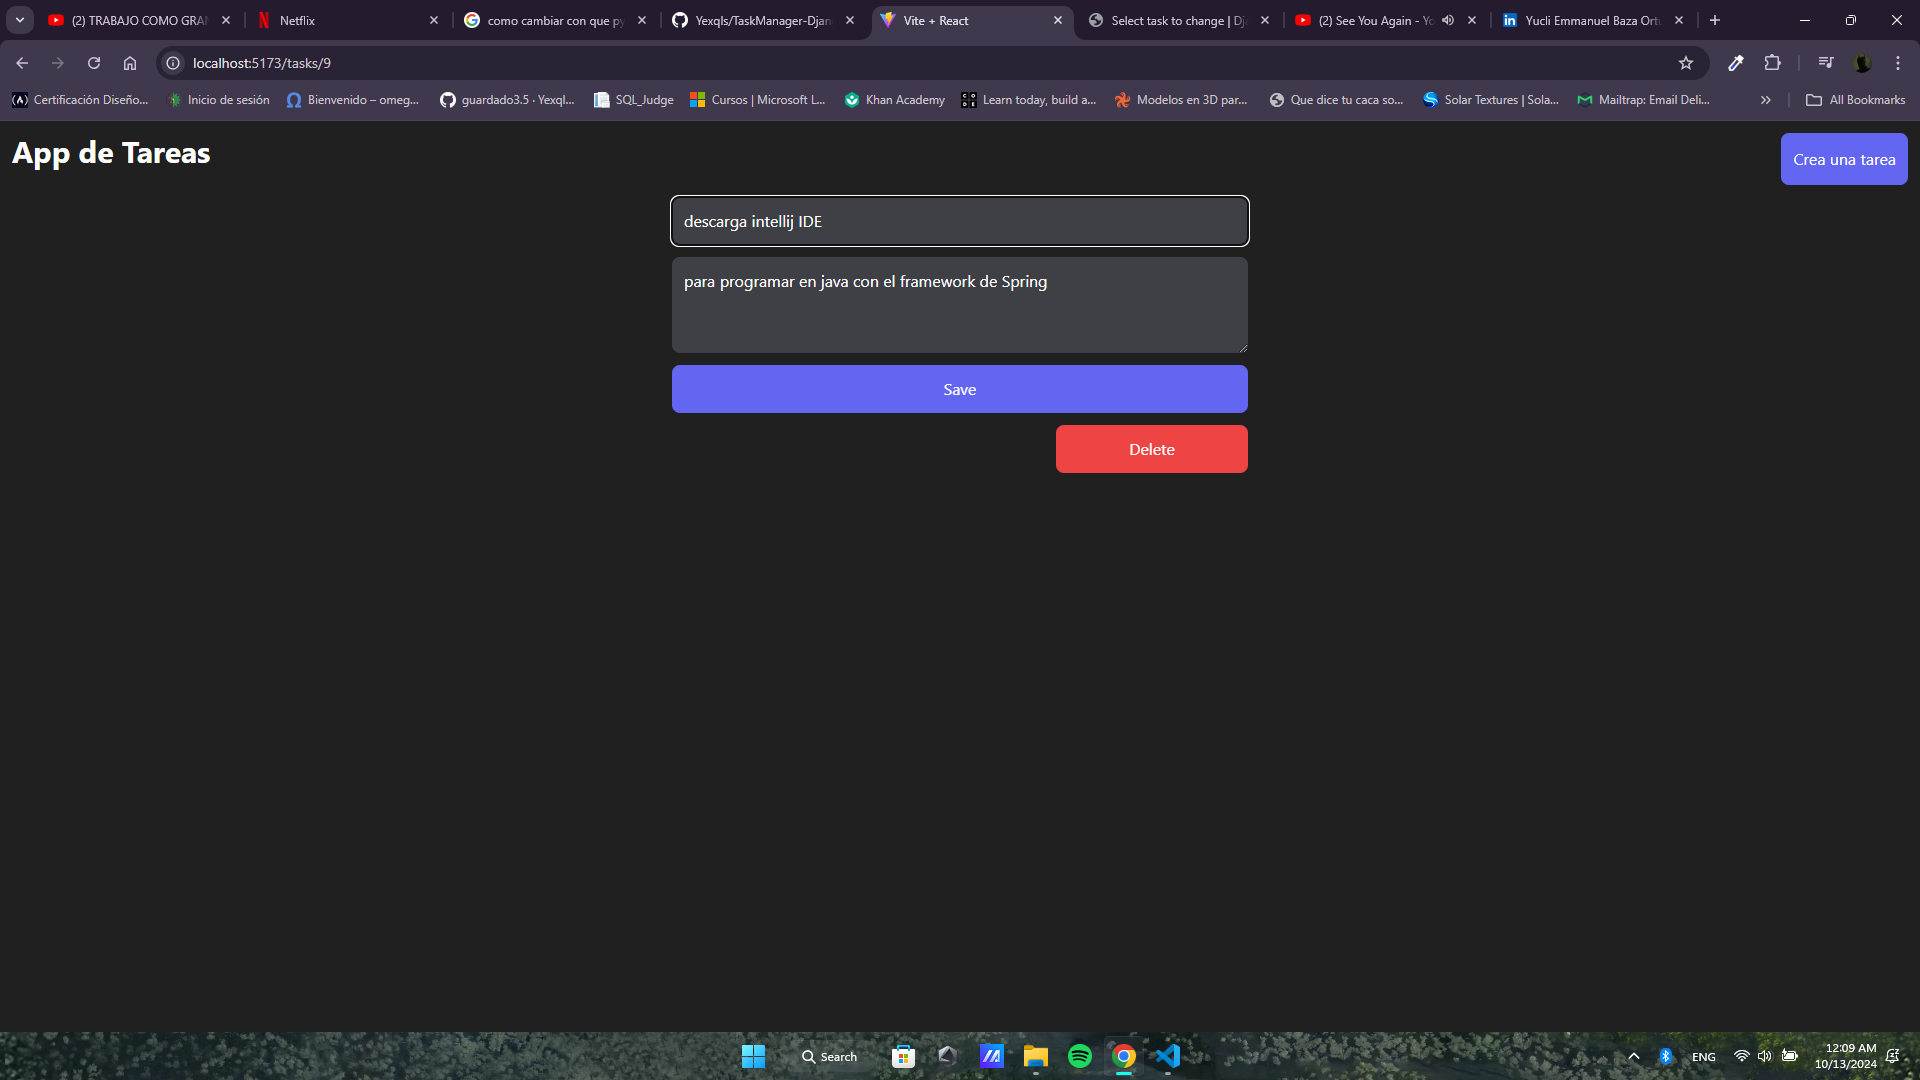 (2) TRABAJO COMO GRA
Netflix
como cambiar con que py
Yexqls/TaskManager-Djan
Vite + React
Select task to change | Dj
(2) See You Again - Yo
Yucli Emmanuel Baza Ort
localhost:5173/tasks/9
Certificación Diseño...
Inicio de sesión
Bienvenido – omeg...
guardado3.5 · Yexql...
SQL_Judge
Cursos | Microsoft L...
Khan Academy
Learn today, build a...
Modelos en 3D par...
Que dice tu caca so...
Solar Textures | Sola...
Mailtrap: Email Deli...
All Bookmarks
App de Tareas
Crea una tarea
descarga intellij IDE
para programar en java con el framework de Spring
Save
Delete
Search
ENG
12:09 AM
10/13/2024